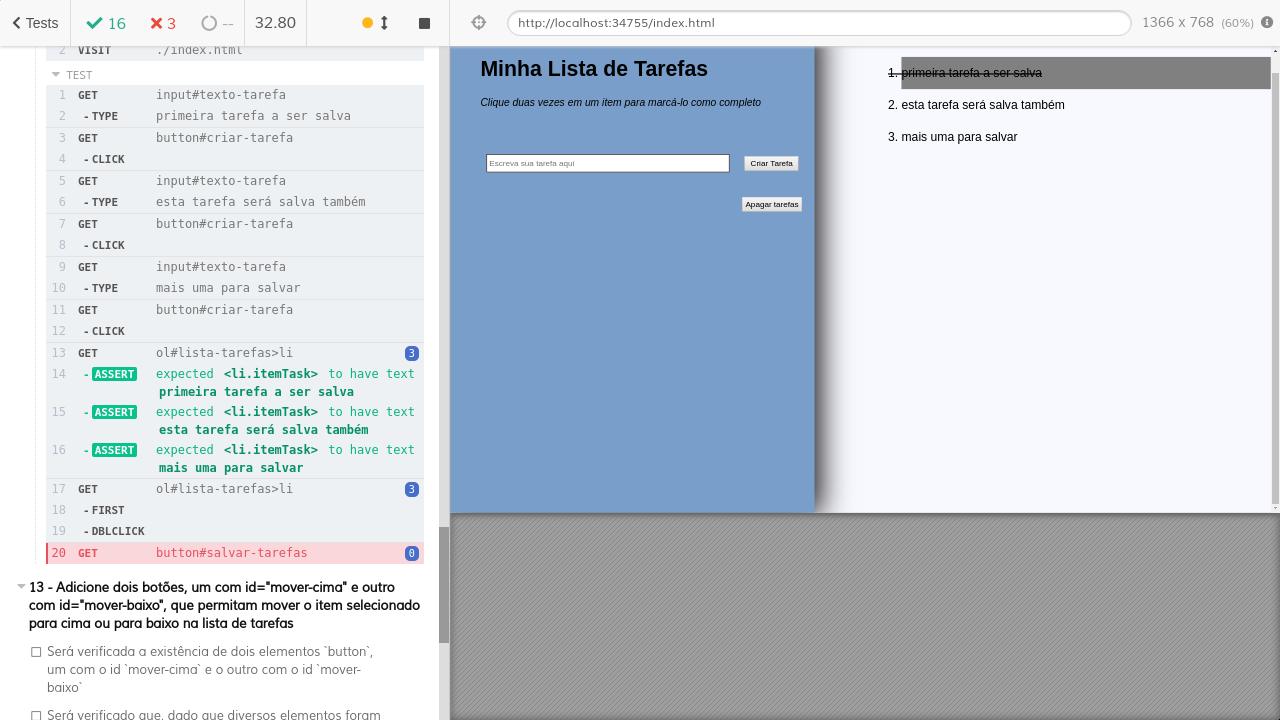 Tests 16 3 -- 32.80 http://localhost:34755/index.html 1366 x 768 (60%)
2 VISIT ./index.html
TEST
1 GET input#texto-tarefa
2 -TYPE primeira tarefa a ser salva
3 GET button#criar-tarefa
4 -CLICK
5 GET input#texto-tarefa
6 -TYPE esta tarefa será salva também
7 GET button#criar-tarefa
8 -CLICK
9 GET input#texto-tarefa
10 -TYPE mais uma para salvar
11 GET button#criar-tarefa
12 -CLICK
13 GET ol#lista-tarefas>li 3
14 -ASSERT expected <li.itemTask> to have text
primeira tarefa a ser salva
15 -ASSERT expected <li.itemTask> to have text
esta tarefa será salva também
16 -ASSERT expected <li.itemTask> to have text
mais uma para salvar
17 GET ol#lista-tarefas>li 3
18 -FIRST
19 -DBLCLICK
20 GET button#salvar-tarefas 0
13 - Adicione dois botões, um com id="mover-cima" e outro
com id="mover-baixo", que permitam mover o item selecionado
para cima ou para baixo na lista de tarefas
Será verificada a existência de dois elementos `button`,
um com o id `mover-cima` e o outro com o id `mover-
baixo`
Será verificado que, dado que diversos elementos foram
Minha Lista de Tarefas
Clique duas vezes em um item para marcá-lo como completo
Escreva sua tarefa aqui
Criar Tarefa
Apagar tarefas
1. primeira tarefa a ser salva
2. esta tarefa será salva também
3. mais uma para salvar